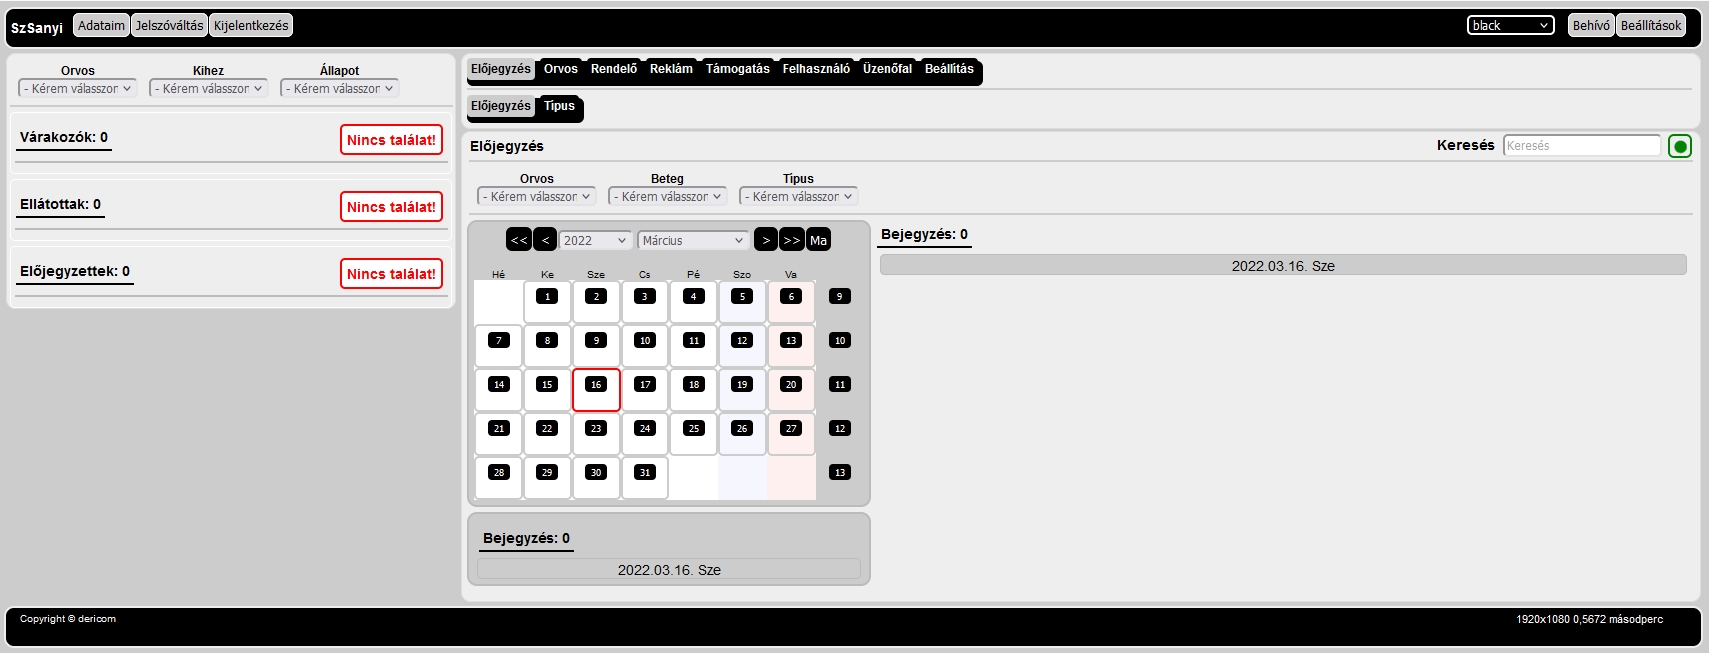 SzSanyi Adataim Jelszóváltás Kijelentkezés black Behívó Beállítások
Orvos Kihez Állapot
- Kérem válasszon - Kérem válasszon - Kérem válasszon
Várakozók: 0 Nincs találat!
Ellátottak: 0 Nincs találat!
Előjegyzettek: 0 Nincs találat!
Előjegyzés Orvos Rendelő Reklám Támogatás Felhasználó Üzenőfal Beállítás
Előjegyzés Típus
Előjegyzés Keresés Keresés
Orvos Beteg Típus
- Kérem válasszon - Kérem válasszon - Kérem válasszon
<< < 2022 Március > >> Ma
Hé Ke Sze Cs Pé Szo Va
1 2 3 4 5 6 9
7 8 9 10 11 12 13 10
14 15 16 17 18 19 20 11
21 22 23 24 25 26 27 12
28 29 30 31 13
Bejegyzés: 0
2022.03.16. Sze
Bejegyzés: 0
2022.03.16. Sze
Copyright © dericom 1920x1080 0,5672 másodperc